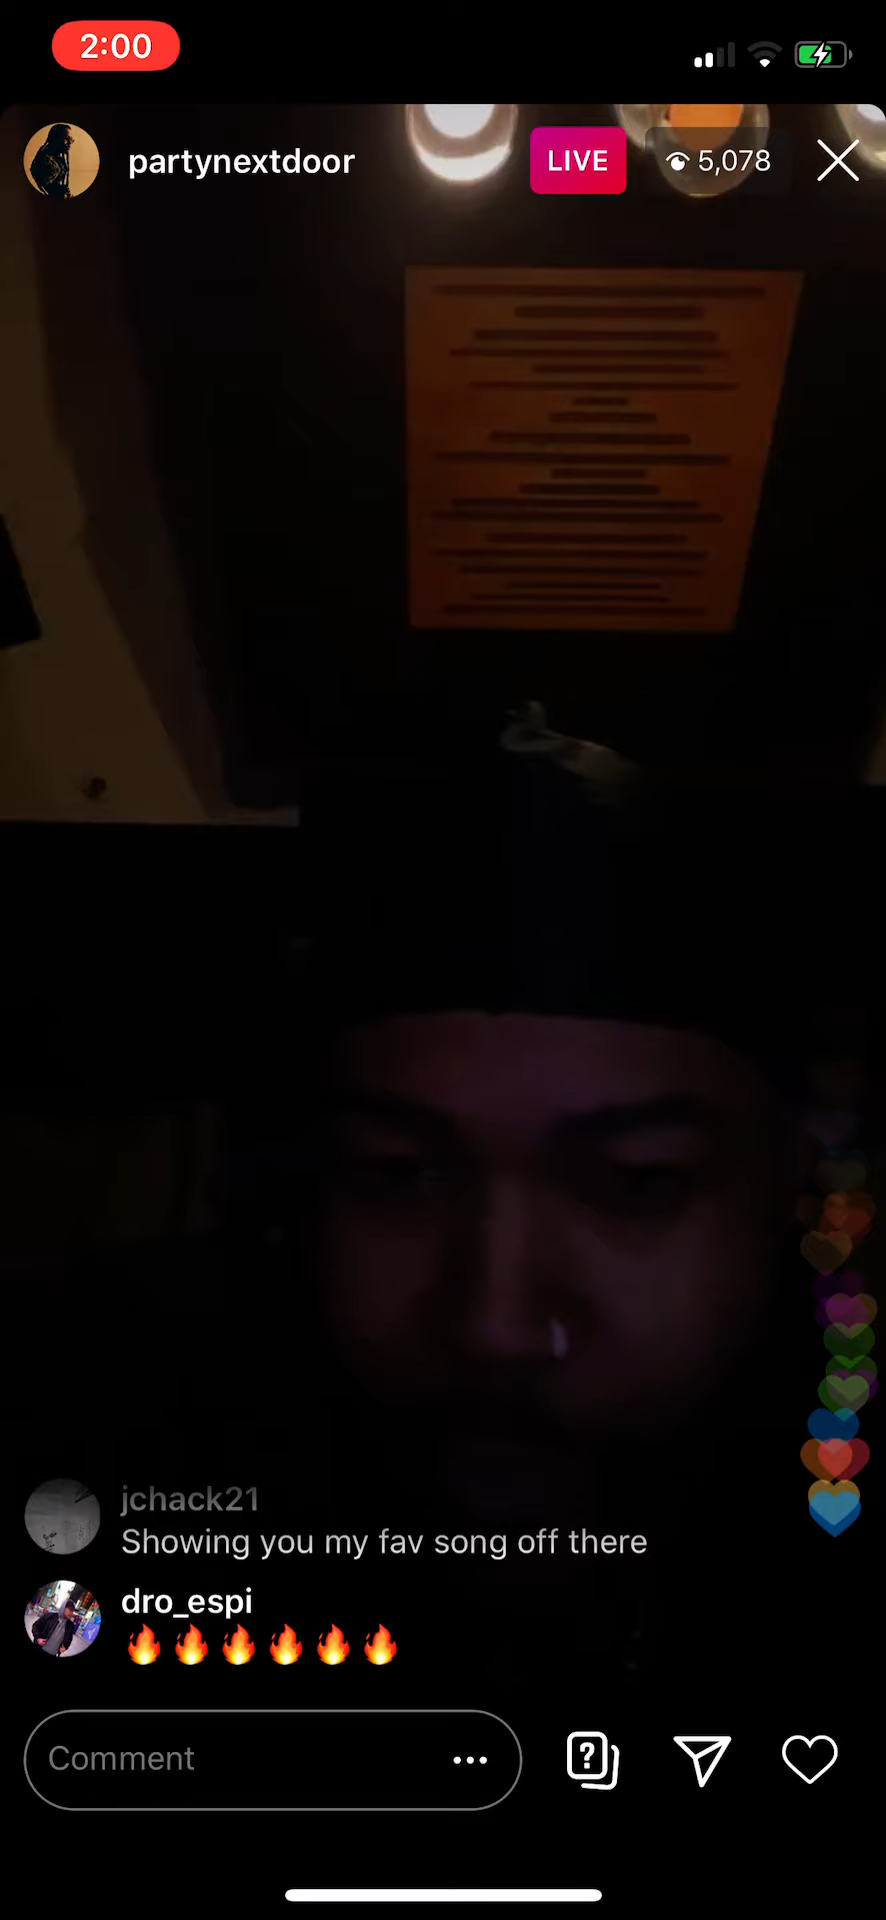 2:00
partynextdoor LIVE 5,078
jchack21
Showing you my fav song off there
dro_espi
🔥🔥🔥🔥🔥🔥
Comment